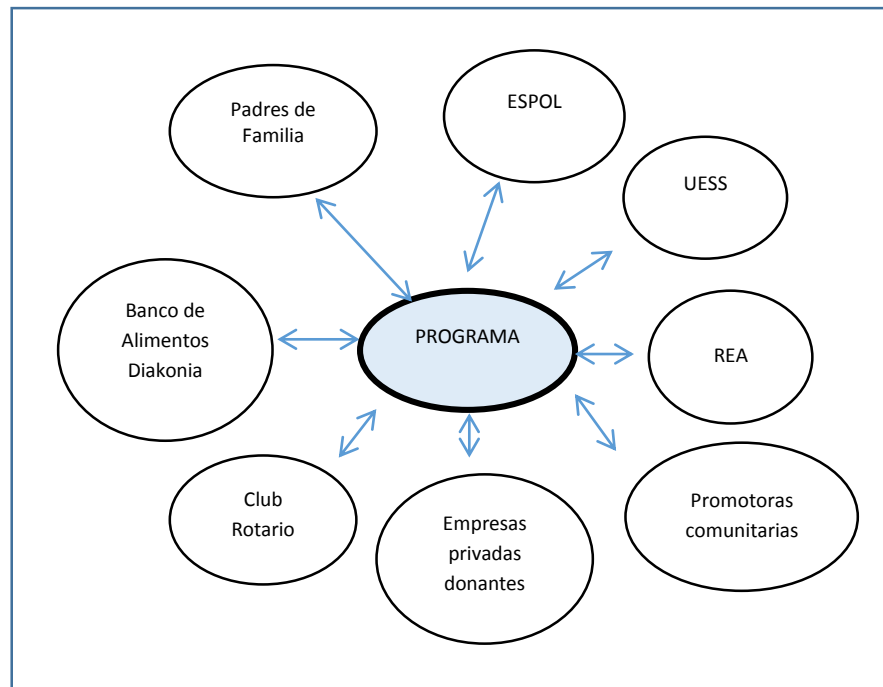 Padres de
Familia
ESPOL
UESS
Banco de
Alimentos
Diakonia
PROGRAMA
REA
Club
Rotario
Empresas
privadas
donantes
Promotoras
comunitarias